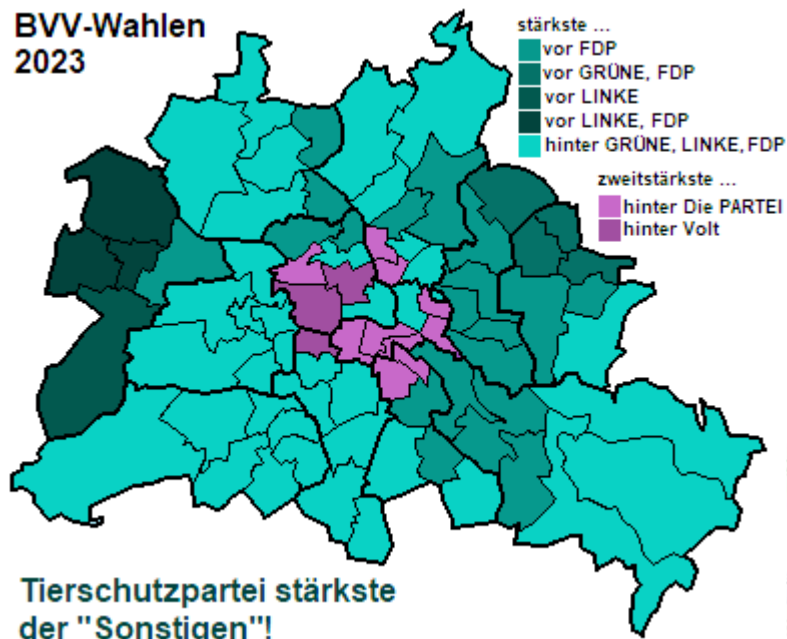 BVV-Wahlen
2023
stärkste ...
vor FDP
vor GRÜNE, FDP
vor LINKE
vor LINKE, FDP
hinter GRÜNE, LINKE, FDP
zweitstärkste ...
hinter Die PARTEI
hinter Volt
Tierschutzpartei stärkste
der "Sonstigen"!